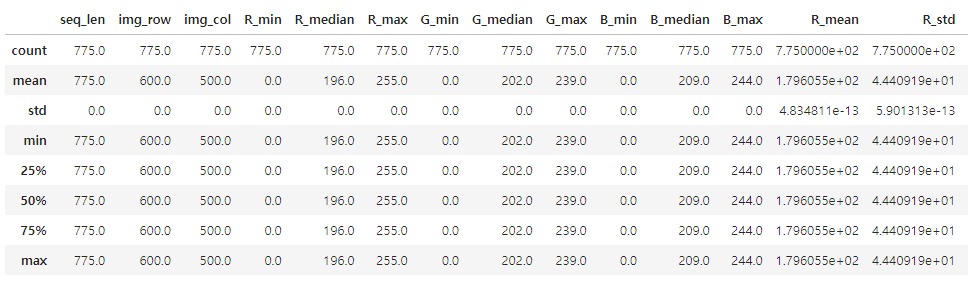 seq_len img_row img_col R_min R_median R_max G_min G_median G_max B_min B_median B_max R_mean R_std
count 775.0 775.0 775.0 775.0 775.0 775.0 775.0 775.0 775.0 775.0 775.0 775.0 7.750000e+02 7.750000e+02
mean 775.0 600.0 500.0 0.0 196.0 255.0 0.0 202.0 239.0 0.0 209.0 244.0 1.796055e+02 4.440919e+01
std 0.0 0.0 0.0 0.0 0.0 0.0 0.0 0.0 0.0 0.0 0.0 0.0 4.834811e-13 5.901313e-13
min 775.0 600.0 500.0 0.0 196.0 255.0 0.0 202.0 239.0 0.0 209.0 244.0 1.796055e+02 4.440919e+01
25% 775.0 600.0 500.0 0.0 196.0 255.0 0.0 202.0 239.0 0.0 209.0 244.0 1.796055e+02 4.440919e+01
50% 775.0 600.0 500.0 0.0 196.0 255.0 0.0 202.0 239.0 0.0 209.0 244.0 1.796055e+02 4.440919e+01
75% 775.0 600.0 500.0 0.0 196.0 255.0 0.0 202.0 239.0 0.0 209.0 244.0 1.796055e+02 4.440919e+01
max 775.0 600.0 500.0 0.0 196.0 255.0 0.0 202.0 239.0 0.0 209.0 244.0 1.796055e+02 4.440919e+01